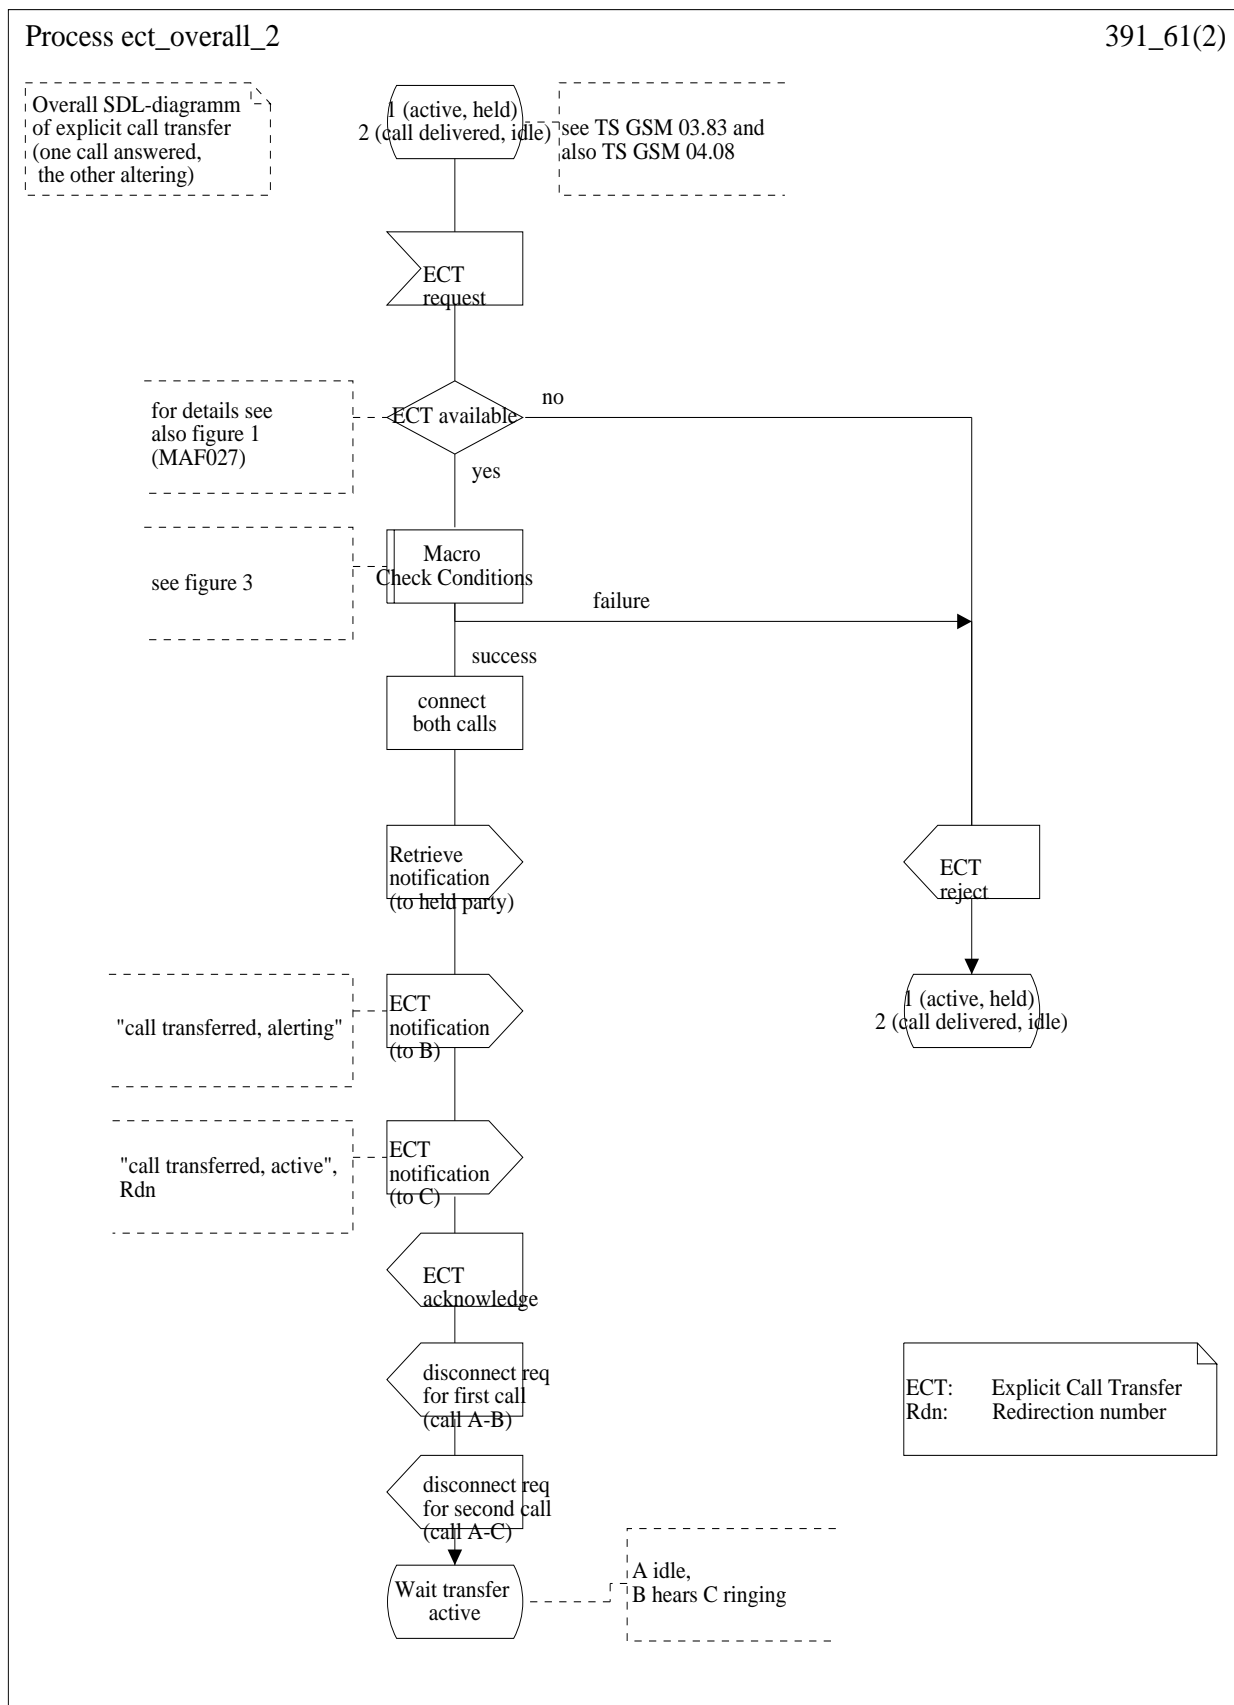 Process ect_overall_2
391_61(2)
Overall SDL-diagramm
of explicit call transfer
(one call answered,
the other altering)
1 (active, held)
2 (call delivered, idle)
see TS GSM 03.83 and
also TS GSM 04.08
ECT
request
for details see
also figure 1
(MAF027)
ECT available
no
yes
see figure 3
Macro
Check Conditions
failure
success
connect
both calls
Retrieve
notification
(to held party)
ECT
reject
"call transferred, alerting"
ECT
notification
(to B)
1 (active, held)
2 (call delivered, idle)
"call transferred, active",
Rdn
ECT
notification
(to C)
ECT
acknowledge
disconnect req
for first call
(call A-B)
ECT: Explicit Call Transfer
Rdn: Redirection number
disconnect req
for second call
(call A-C)
Wait transfer
active
A idle,
B hears C ringing